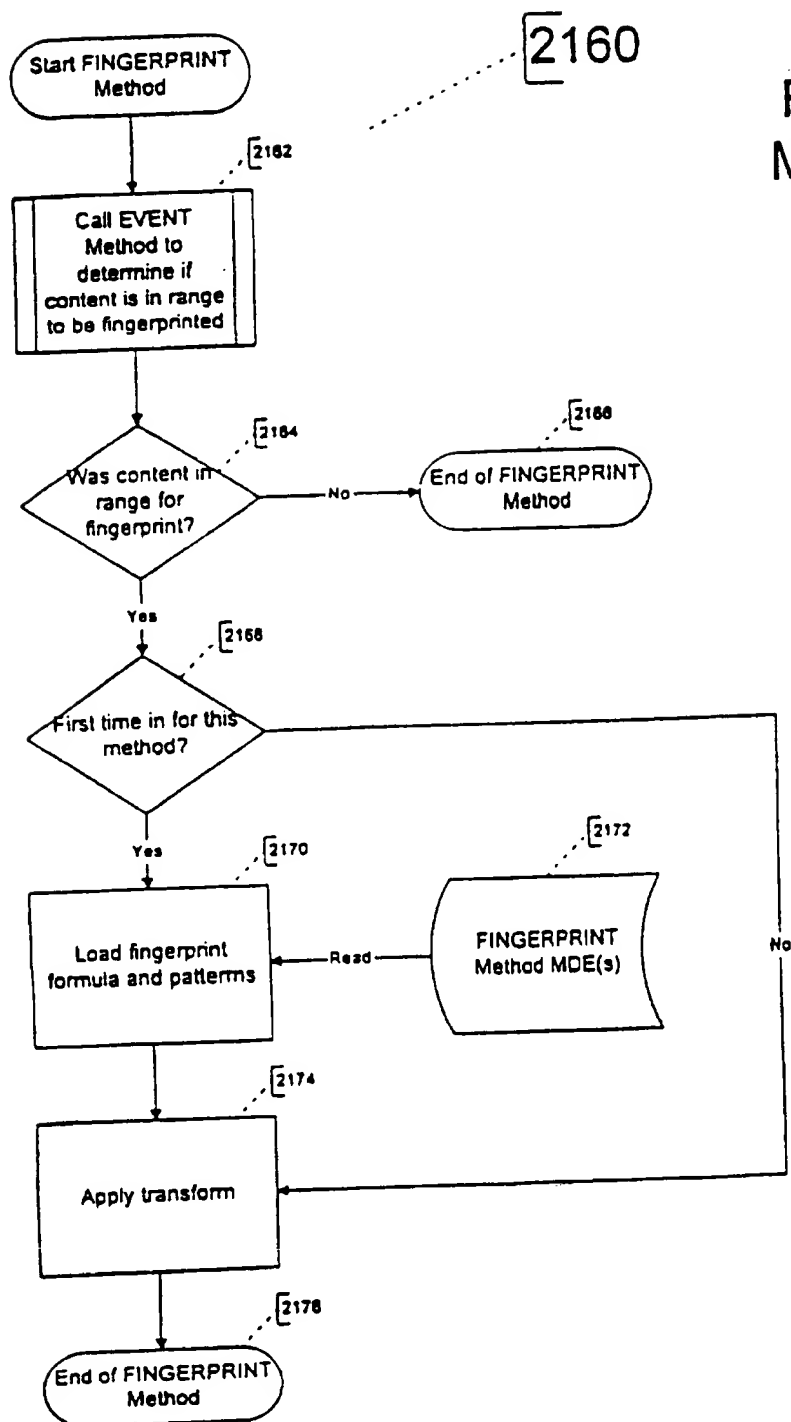 2160
Start FINGERPRINT
Method
2162
Call EVENT
Method to
determine if
content is in range
to be fingerprinted
2164
Was content in
range for
fingerprint?
No
2166
End of FINGERPRINT
Method
Yes
2168
First time in for this
method?
No
Yes
2170
Load fingerprint
formula and patterns
Read
2172
FINGERPRINT
Method MDE(s)
2174
Apply transform
2176
End of FINGERPRINT
Method